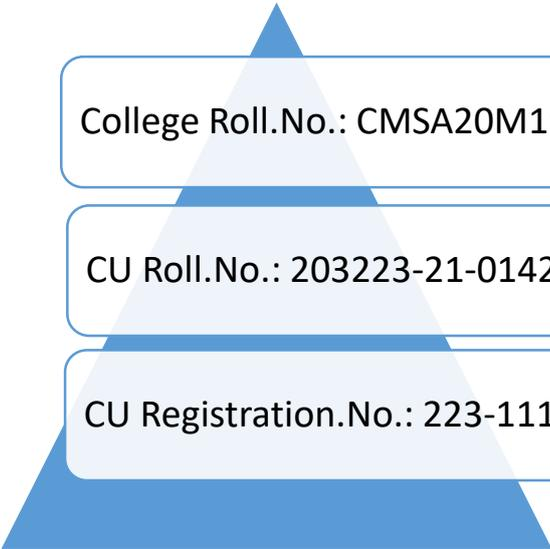 College Roll.No.: CMSA20M1
CU Roll.No.: 203223-21-0142
CU Registration.No.: 223-111